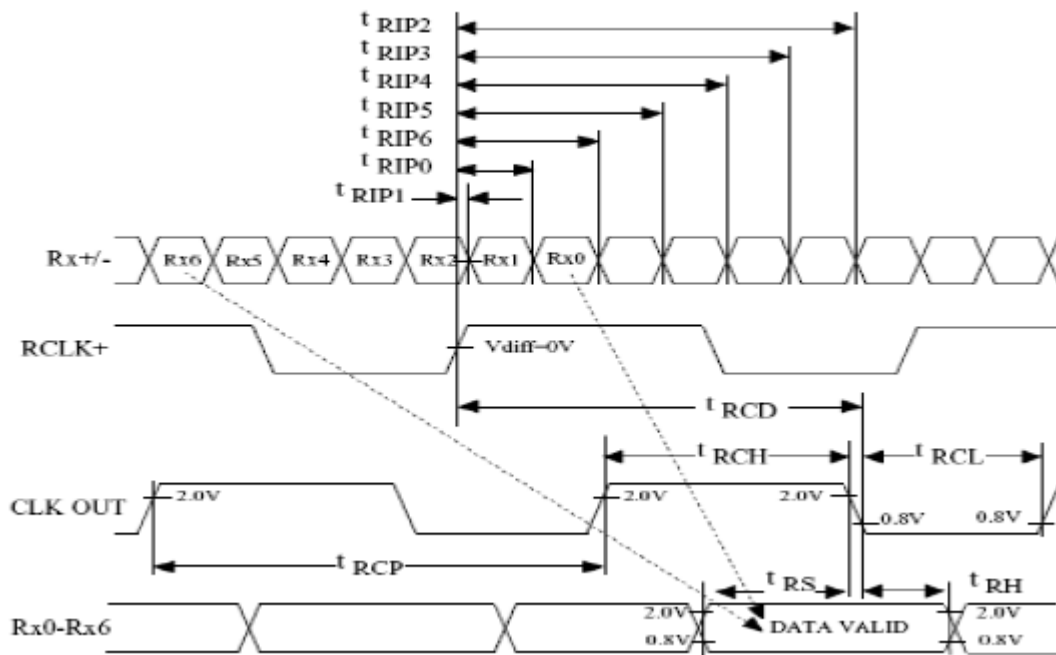 t RIP2
t RIP3
t RIP4
t RIP5
t RIP6
t RIP0
t RIP1
Rx+/- Rx6 Rx5 Rx4 Rx3 Rx2 Rx1 Rx0
RCLK+ Vdiff=0V
t RCD
t RCH t RCL
CLK OUT 2.0V 2.0V 2.0V 0.8V 0.8V
t RCP t RS t RH
Rx0-Rx6 2.0V DATA VALID 2.0V
0.8V 0.8V